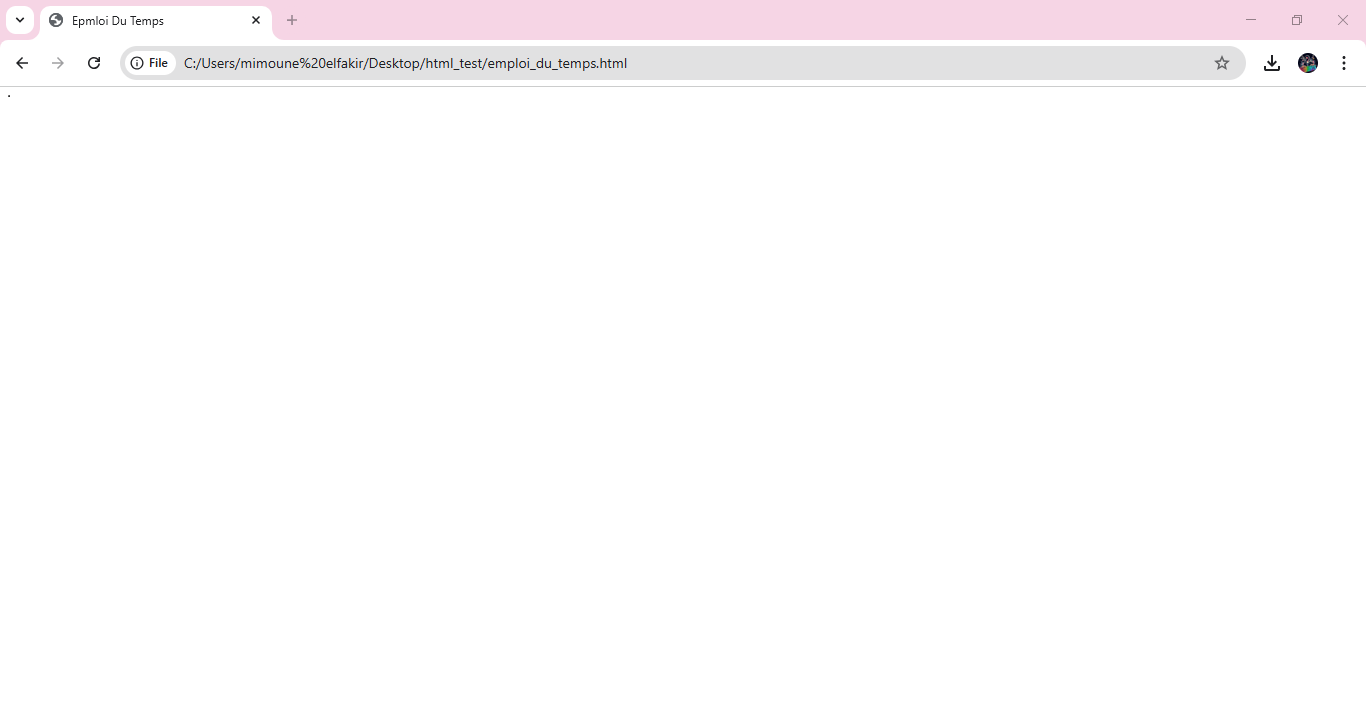 Epmloi Du Temps
File C:/Users/mimoune%20elfakir/Desktop/html_test/emploi_du_temps.html
.